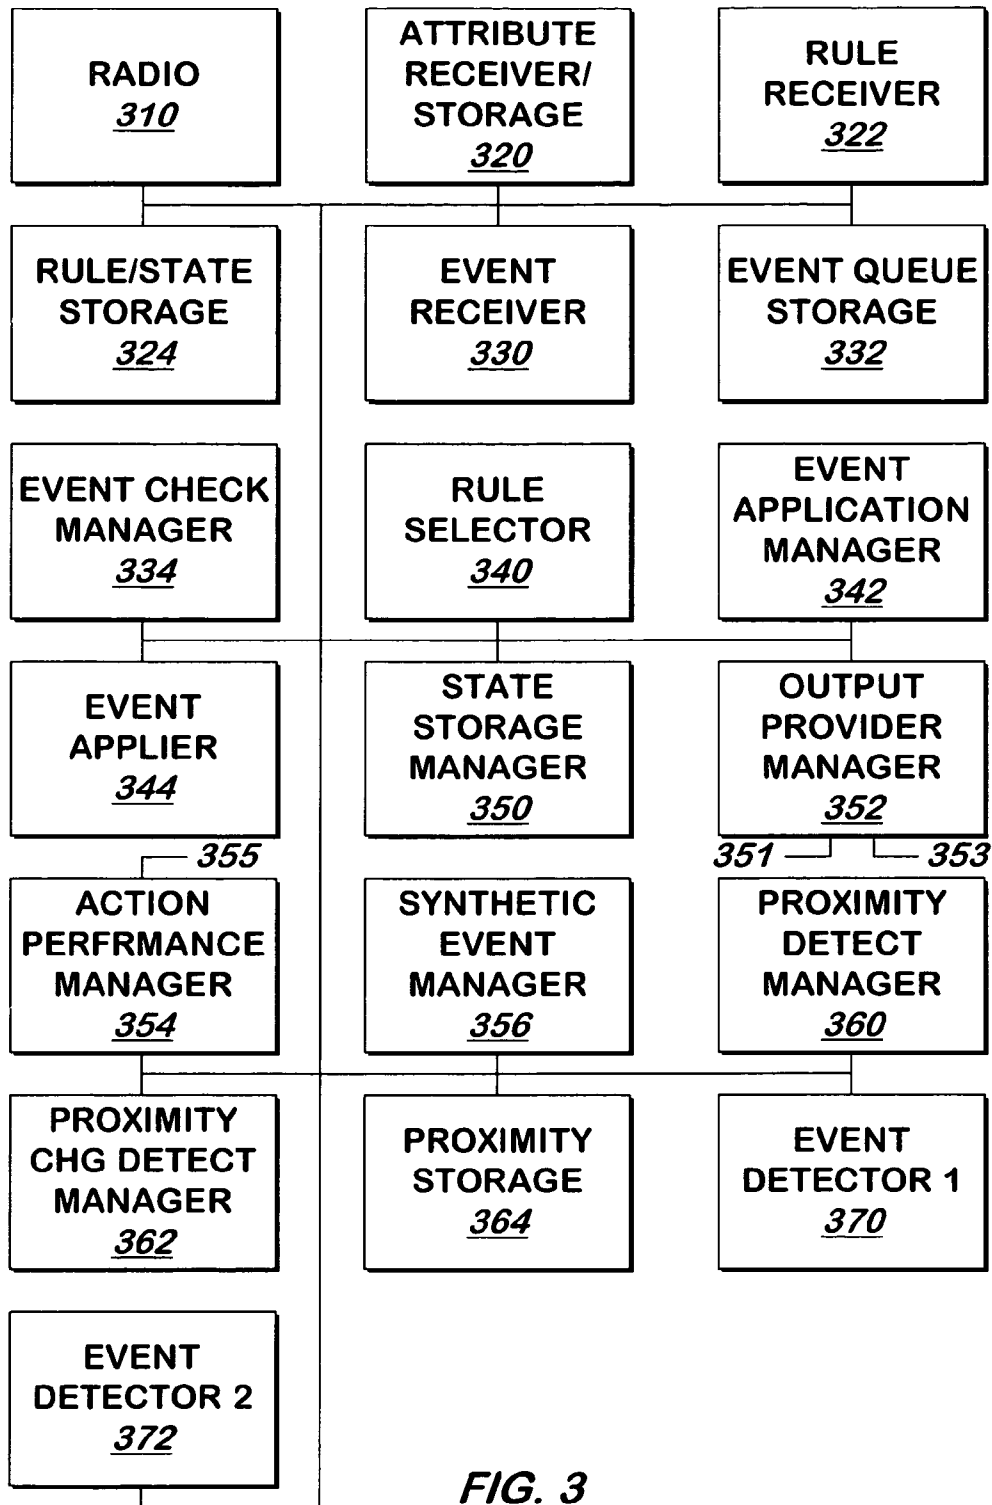 RADIO
310
ATTRIBUTE
RECEIVER/
STORAGE
320
RULE
RECEIVER
322
RULE/STATE
STORAGE
324
EVENT
RECEIVER
330
EVENT QUEUE
STORAGE
332
EVENT CHECK
MANAGER
334
RULE
SELECTOR
340
EVENT
APPLICATION
MANAGER
342
EVENT
APPLIER
344
STATE
STORAGE
MANAGER
350
OUTPUT
PROVIDER
MANAGER
352
355
351
353
ACTION
PERFRMANCE
MANAGER
354
SYNTHETIC
EVENT
MANAGER
356
PROXIMITY
DETECT
MANAGER
360
PROXIMITY
CHG DETECT
MANAGER
362
PROXIMITY
STORAGE
364
EVENT
DETECTOR 1
370
EVENT
DETECTOR 2
372
FIG. 3